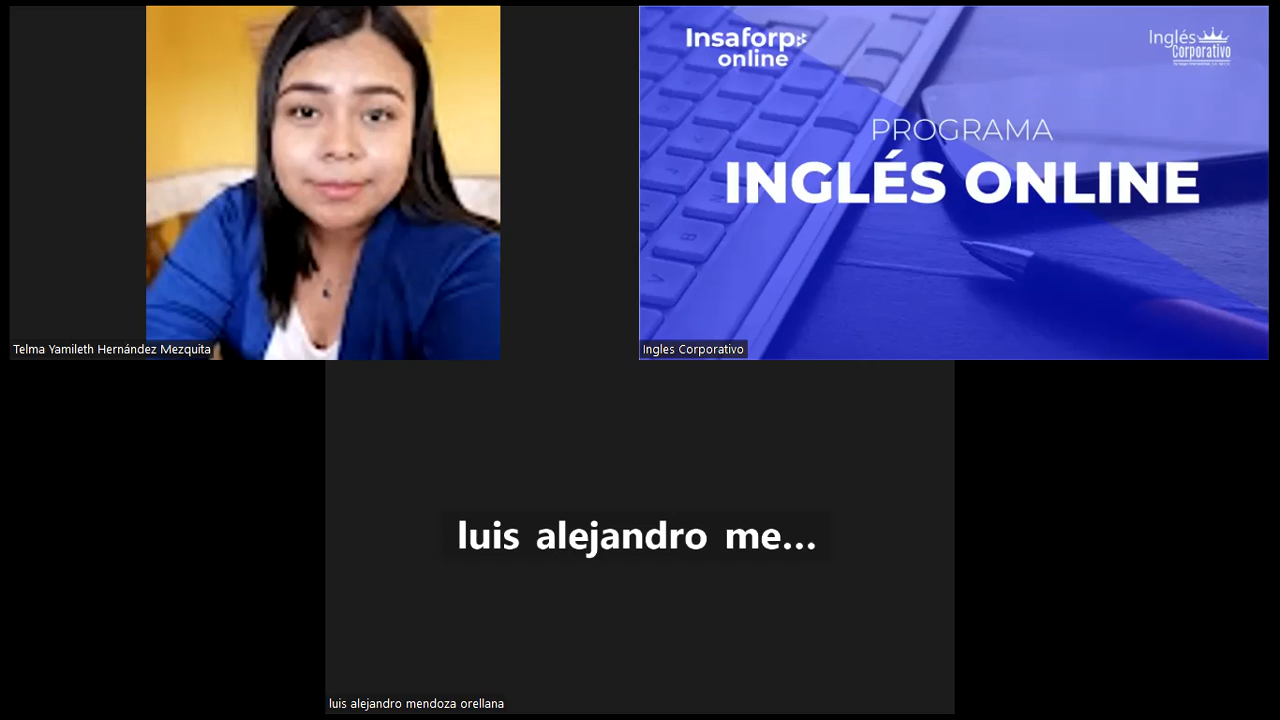 Insaforp
online
Inglés
Corporativo
PROGRAMA
INGLÉS ONLINE
Telma Yamileth Hernández Mezquita
Ingles Corporativo
luis alejandro me...
luis alejandro mendoza orellana